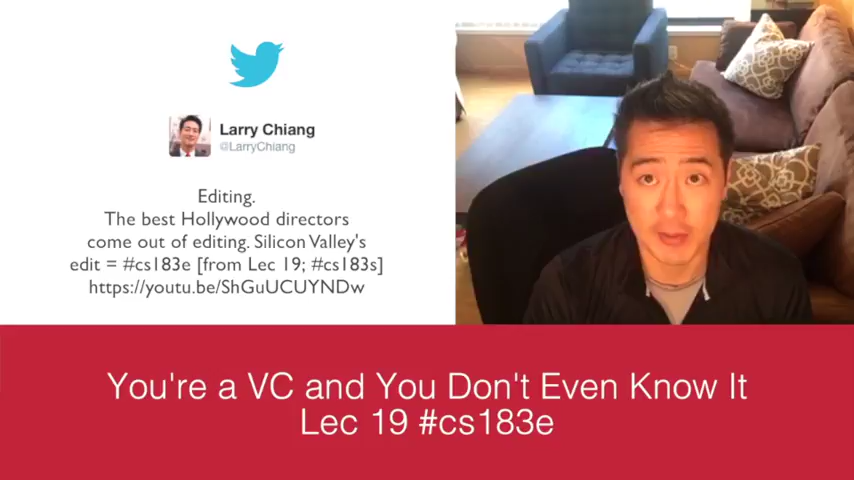 Larry Chiang
@LarryChiang
Editing.
The best Hollywood directors
come out of editing. Silicon Valley's
edit = #cs183e [from Lec 19; #cs183s]
https://youtu.be/ShGuUCUYNDw
You're a VC and You Don't Even Know It
Lec 19 #cs183e